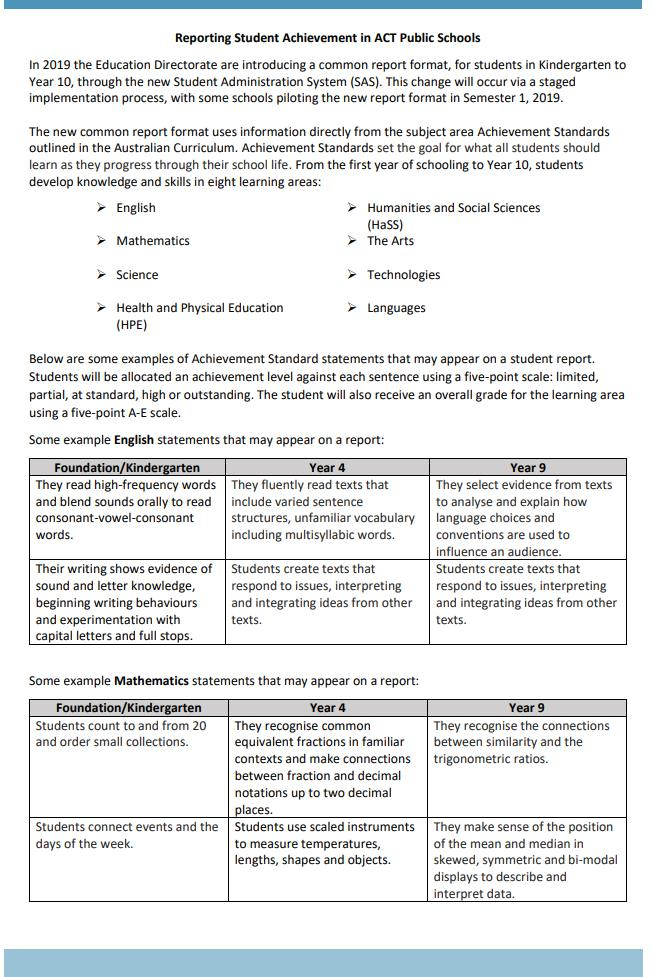 Reporting Student Achievement in ACT Public Schools
In 2019 the Education Directorate are introducing a common report format, for students in Kindergarten to
Year 10, through the new Student Administration System (SAS). This change will occur via a staged
implementation process, with some schools piloting the new report format in Semester 1, 2019.
The new common report format uses information directly from the subject area Achievement Standards
outlined in the Australian Curriculum. Achievement Standards set the goal for what all students should
learn as they progress through their school life. From the first year of schooling to Year 10, students
develop knowledge and skills in eight learning areas:
➢ English
➢ Humanities and Social Sciences
(HaSS)
➢ Mathematics
➢ The Arts
➢ Science
➢ Technologies
➢ Health and Physical Education
(HPE)
➢ Languages
Below are some examples of Achievement Standard statements that may appear on a student report.
Students will be allocated an achievement level against each sentence using a five-point scale: limited,
partial, at standard, high or outstanding. The student will also receive an overall grade for the learning area
using a five-point A-E scale.
Some example English statements that may appear on a report:
Foundation/Kindergarten
Year 4
Year 9
They read high-frequency words
and blend sounds orally to read
consonant-vowel-consonant
words.
They fluently read texts that
include varied sentence
structures, unfamiliar vocabulary
including multisyllabic words.
They select evidence from texts
to analyse and explain how
language choices and
conventions are used to
influence an audience.
Their writing shows evidence of
sound and letter knowledge,
beginning writing behaviours
and experimentation with
capital letters and full stops.
Students create texts that
respond to issues, interpreting
and integrating ideas from other
texts.
Students create texts that
respond to issues, interpreting
and integrating ideas from other
texts.
Some example Mathematics statements that may appear on a report:
Foundation/Kindergarten
Year 4
Year 9
Students count to and from 20
and order small collections.
They recognise common
equivalent fractions in familiar
contexts and make connections
between fraction and decimal
notations up to two decimal
places.
They recognise the connections
between similarity and the
trigonometric ratios.
Students connect events and the
days of the week.
Students use scaled instruments
to measure temperatures,
lengths, shapes and objects.
They make sense of the position
of the mean and median in
skewed, symmetric and bi-modal
displays to describe and
interpret data.